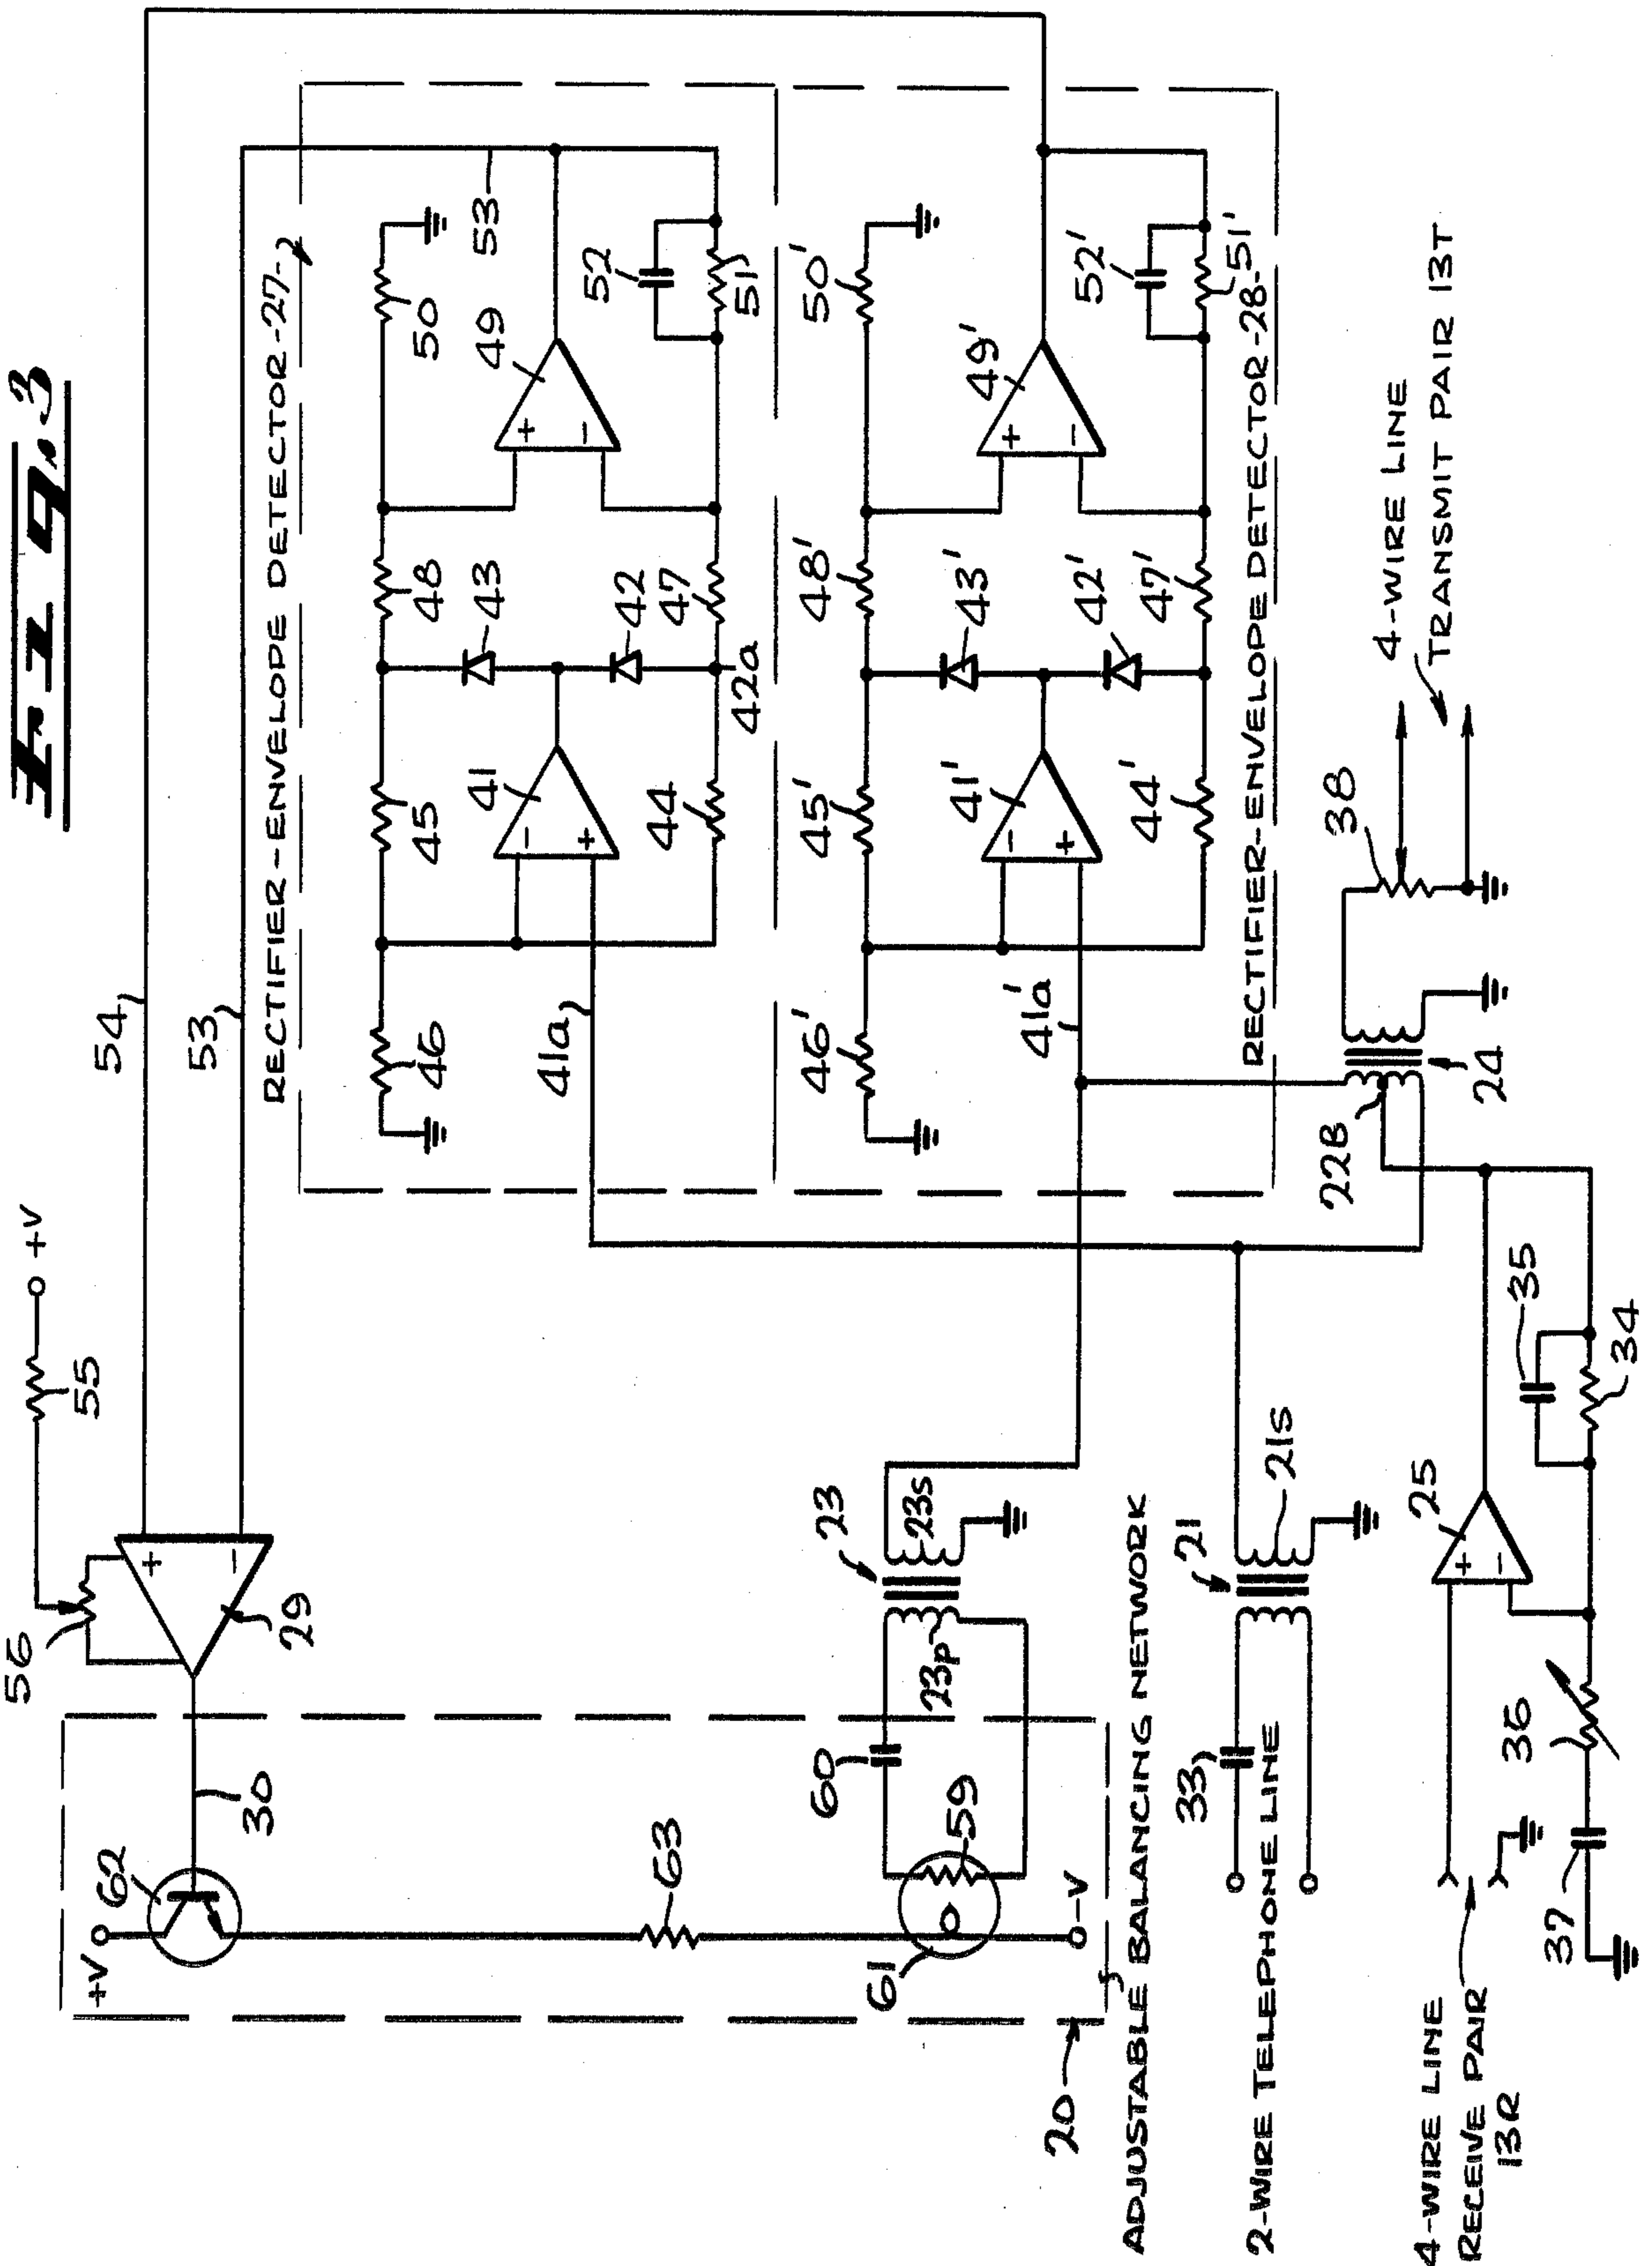 Fig. 3
+V
55
56
54
53
+
-
29
+V
62
30
63
61
59
60
-V
20
ADJUSTABLE BALANCING NETWORK
23
23P
23S
RECTIFIER-ENVELOPE DETECTOR-27-
46
45
48
50
41
-
+
43
49
+
-
53
41a
44
42
47
42a
52
51
46'
45'
48'
50'
41'
-
+
43'
49'
+
-
41a'
44'
42'
47'
52'
51'
RECTIFIER-ENVELOPE DETECTOR-28-
2-WIRE TELEPHONE LINE
33
21
21S
22B
24
38
4-WIRE LINE
TRANSMIT PAIR 13T
4-WIRE LINE
RECEIVE PAIR
13R
37
36
25
+
-
35
34